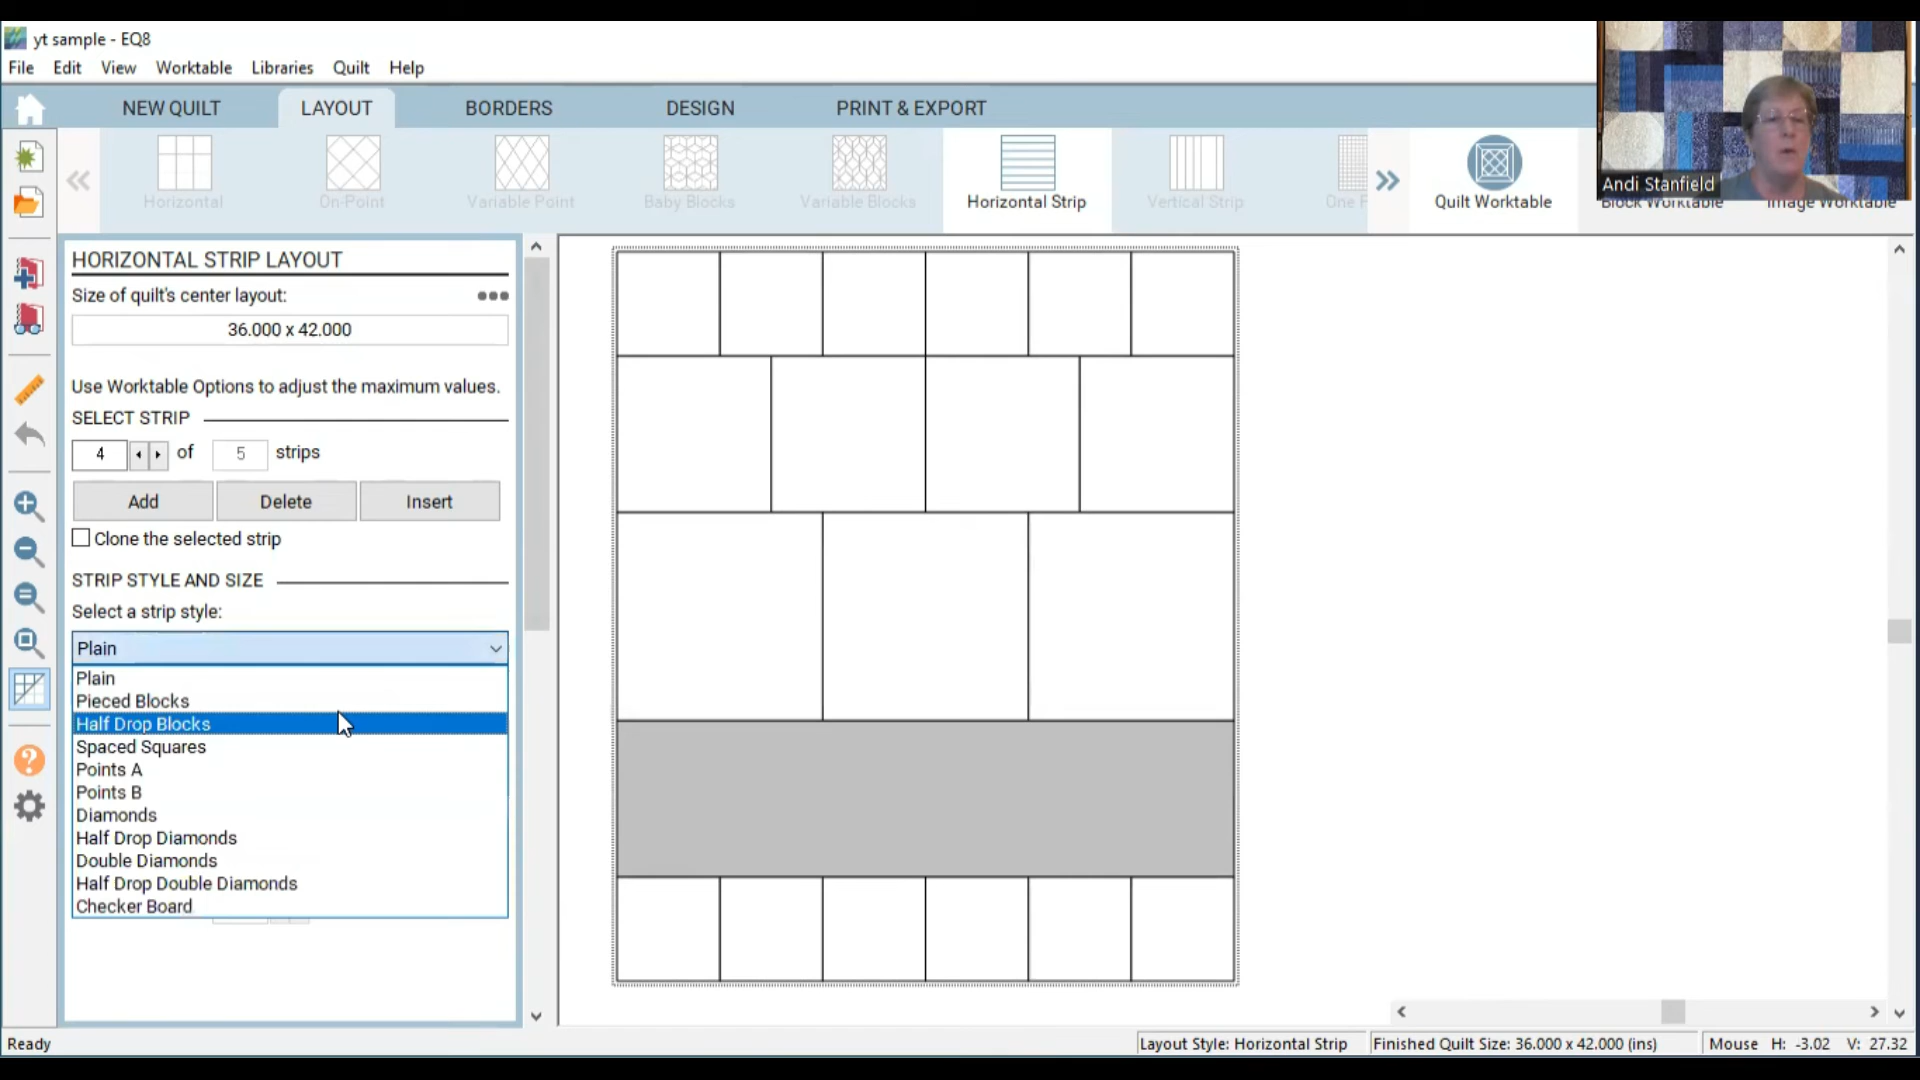 yt sample - EQ8
File Edit View Worktable Libraries Quilt Help
NEW QUILT LAYOUT BORDERS DESIGN PRINT & EXPORT
Horizontal On-Point Variable Point Baby Blocks Variable Blocks Horizontal Strip Vertical Strip One F Quilt Worktable Block Worktable Image Worktable
Andi Stanfield
HORIZONTAL STRIP LAYOUT
Size of quilt's center layout:
36.000 x 42.000
Use Worktable Options to adjust the maximum values.
SELECT STRIP
4 of 5 strips
Add Delete Insert
Clone the selected strip
STRIP STYLE AND SIZE
Select a strip style:
Plain
Plain
Pieced Blocks
Half Drop Blocks
Spaced Squares
Points A
Points B
Diamonds
Half Drop Diamonds
Double Diamonds
Half Drop Double Diamonds
Checker Board
Ready Layout Style: Horizontal Strip Finished Quilt Size: 36.000 x 42.000 (ins) Mouse H: -3.02 V: 27.32